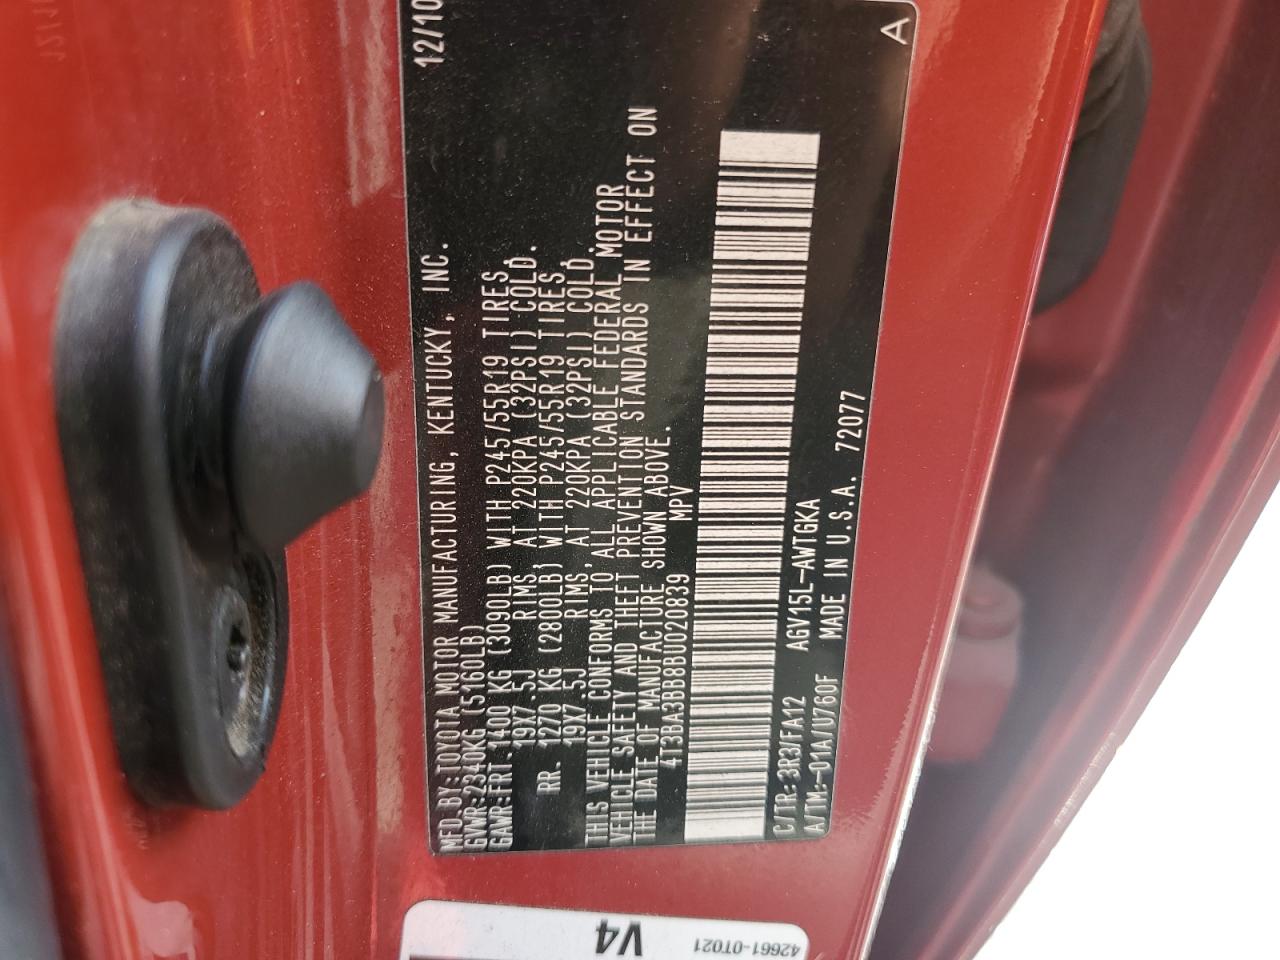 MFD.BY:TOYOTA MOTOR MANUFACTURING, KENTUCKY, INC. 12/10
GVWR:2340KG (5160LB)
GAWR:FRT.1400 KG (3090LB) WITH P245/55R19 TIRES,
19X7.5J RIMS, AT 220KPA (32PSI) COLD.
RR. 1270 KG (2800LB) WITH P245/55R19 TIRES,
19X7.5J RIMS, AT 220KPA (32PSI) COLD.
THIS VEHICLE CONFORMS TO ALL APPLICABLE FEDERAL MOTOR
VEHICLE SAFETY AND THEFT PREVENTION STANDARDS IN EFFECT ON
THE DATE OF MANUFACTURE SHOWN ABOVE.
4T3BA3BB8BU020839 MPV
C/TR:3R3/FA12 AGV15L-AWTGKA
A/TM:-01A/U760F MADE IN U.S.A. 72077
A
V4
42661-0T021